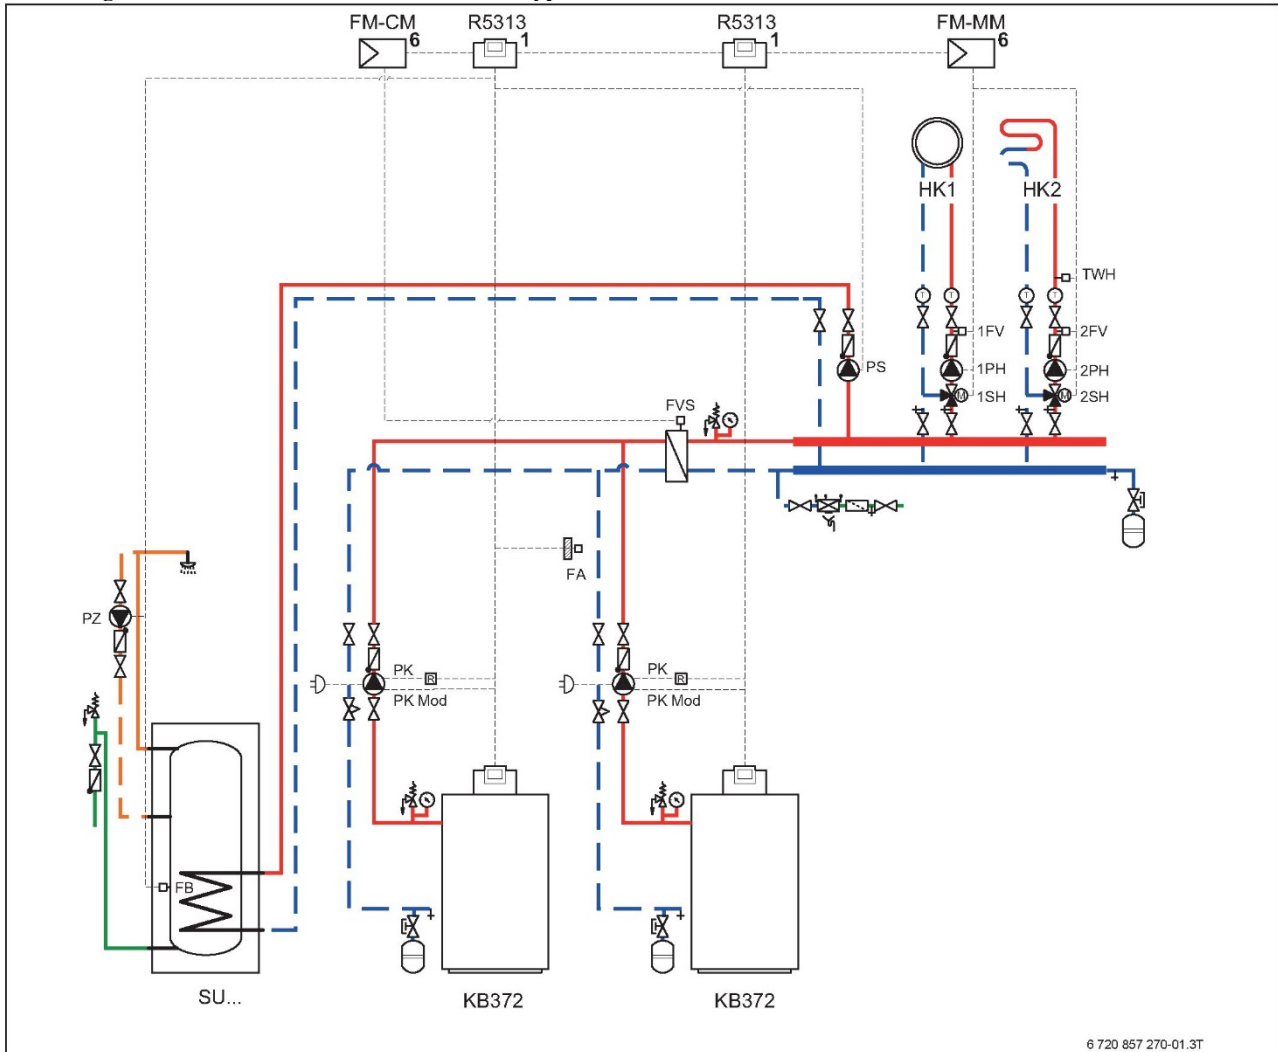 FM-CM R5313 R5313 FM-MM
6 1 1 6
HK1 HK2
TWH
T T T T
1FV 2FV
PS 1PH 2PH
M 1SH M 2SH
FVS
FA
PZ
PK R PK R
PK Mod PK Mod
FB
SU... KB372 KB372
6 720 857 270-01.3T